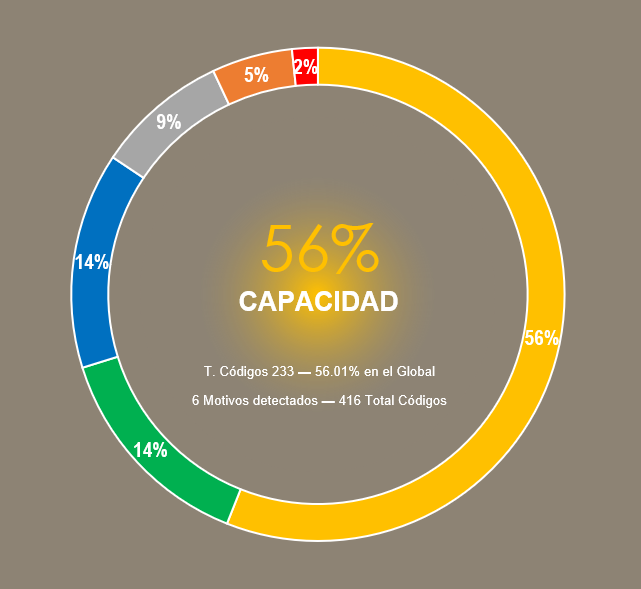 2%
5%
9%
14%
56%
CAPACIDAD
56%
T. Códigos 233 — 56.01% en el Global
6 Motivos detectados — 416 Total Códigos
14%